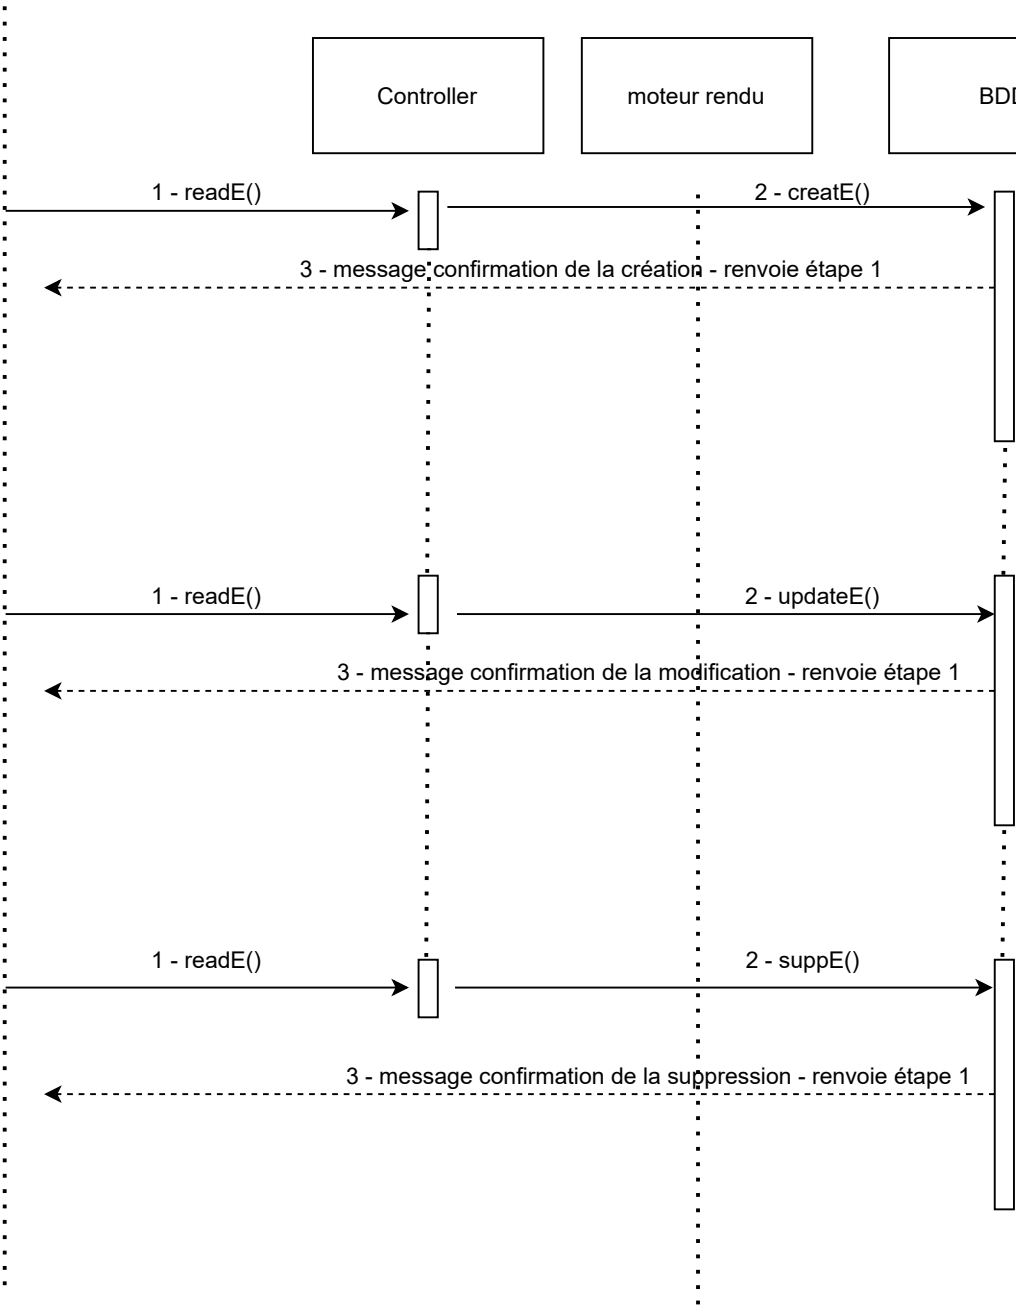 Controller
moteur rendu
1 - readE()
2 - creatE()
3 - message confirmation de la création - renvoie étape 1
1 - readE()
2 - updateE()
3 - message confirmation de la modification - renvoie étape 1
1 - readE()
2 - suppE()
3 - message confirmation de la suppression - renvoie étape 1